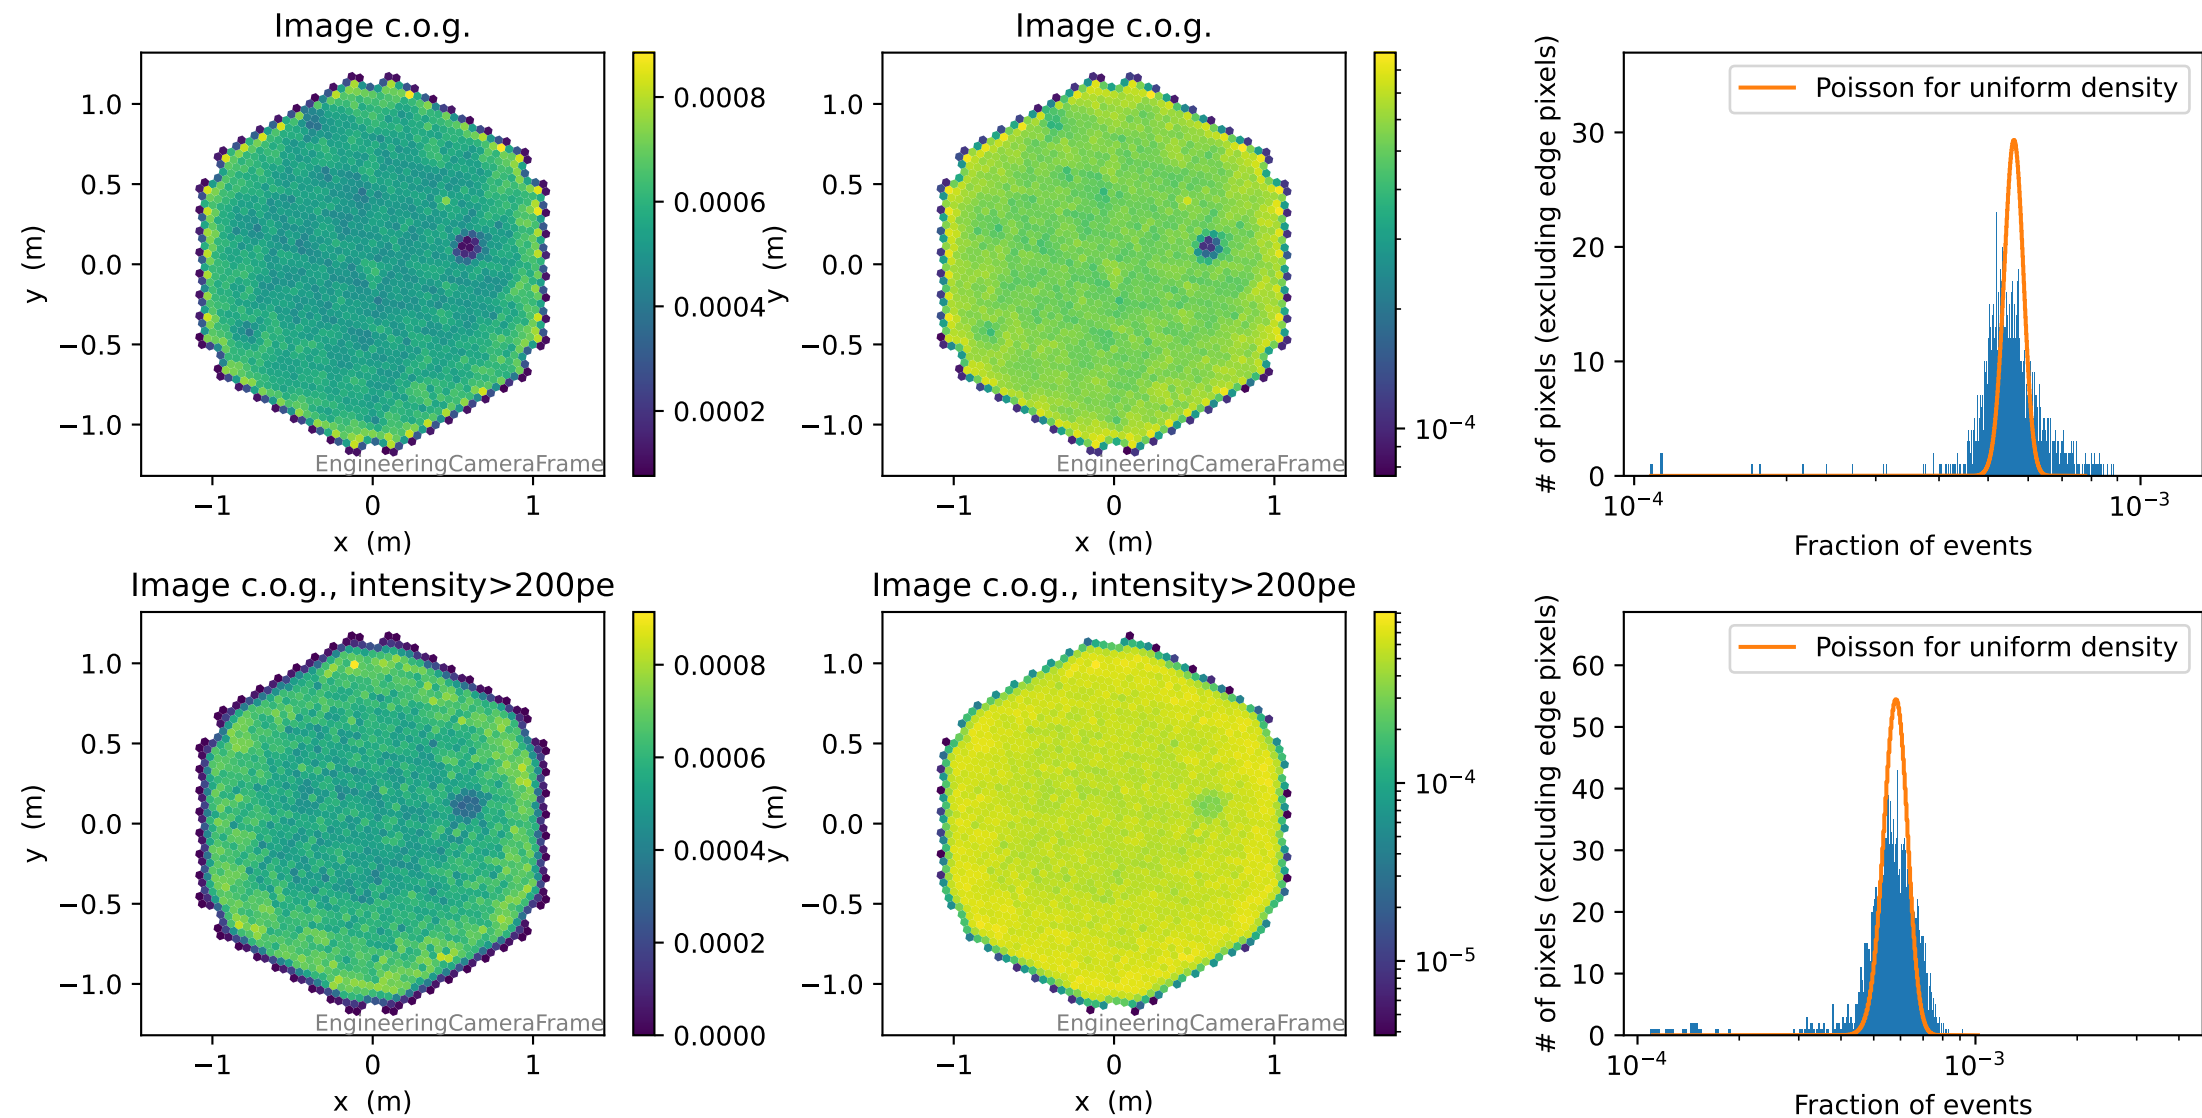 Image c.o.g.
1.0
0.5
0.0
−0.5
−1.0
y (m)
−1
0
1
x (m)
EngineeringCameraFrame
0.0008
0.0006
0.0004
0.0002
Image c.o.g.
1.0
0.5
0.0
−0.5
−1.0
y (m)
−1
0
1
x (m)
EngineeringCameraFrame
10⁻⁴
# of pixels (excluding edge pixels)
30
20
10
0
Poisson for uniform density
10⁻⁴
10⁻³
Fraction of events
Image c.o.g., intensity>200pe
1.0
0.5
0.0
−0.5
−1.0
y (m)
−1
0
1
x (m)
EngineeringCameraFrame
0.0008
0.0006
0.0004
0.0002
0.0000
Image c.o.g., intensity>200pe
1.0
0.5
0.0
−0.5
−1.0
y (m)
−1
0
1
x (m)
EngineeringCameraFrame
10⁻⁴
10⁻⁵
# of pixels (excluding edge pixels)
60
50
40
30
20
10
0
Poisson for uniform density
10⁻⁴
10⁻³
Fraction of events